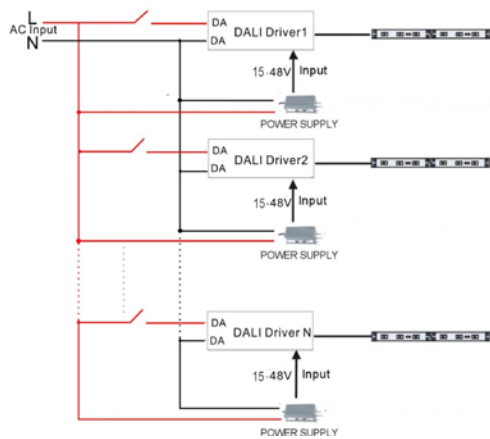 L
AC Input
N
DA
DA
DALI Driver1
15-48V Input
POWER SUPPLY
DA
DA
DALI Driver2
15-48V Input
POWER SUPPLY
DA
DA
DALI Driver N
15-48V Input
POWER SUPPLY